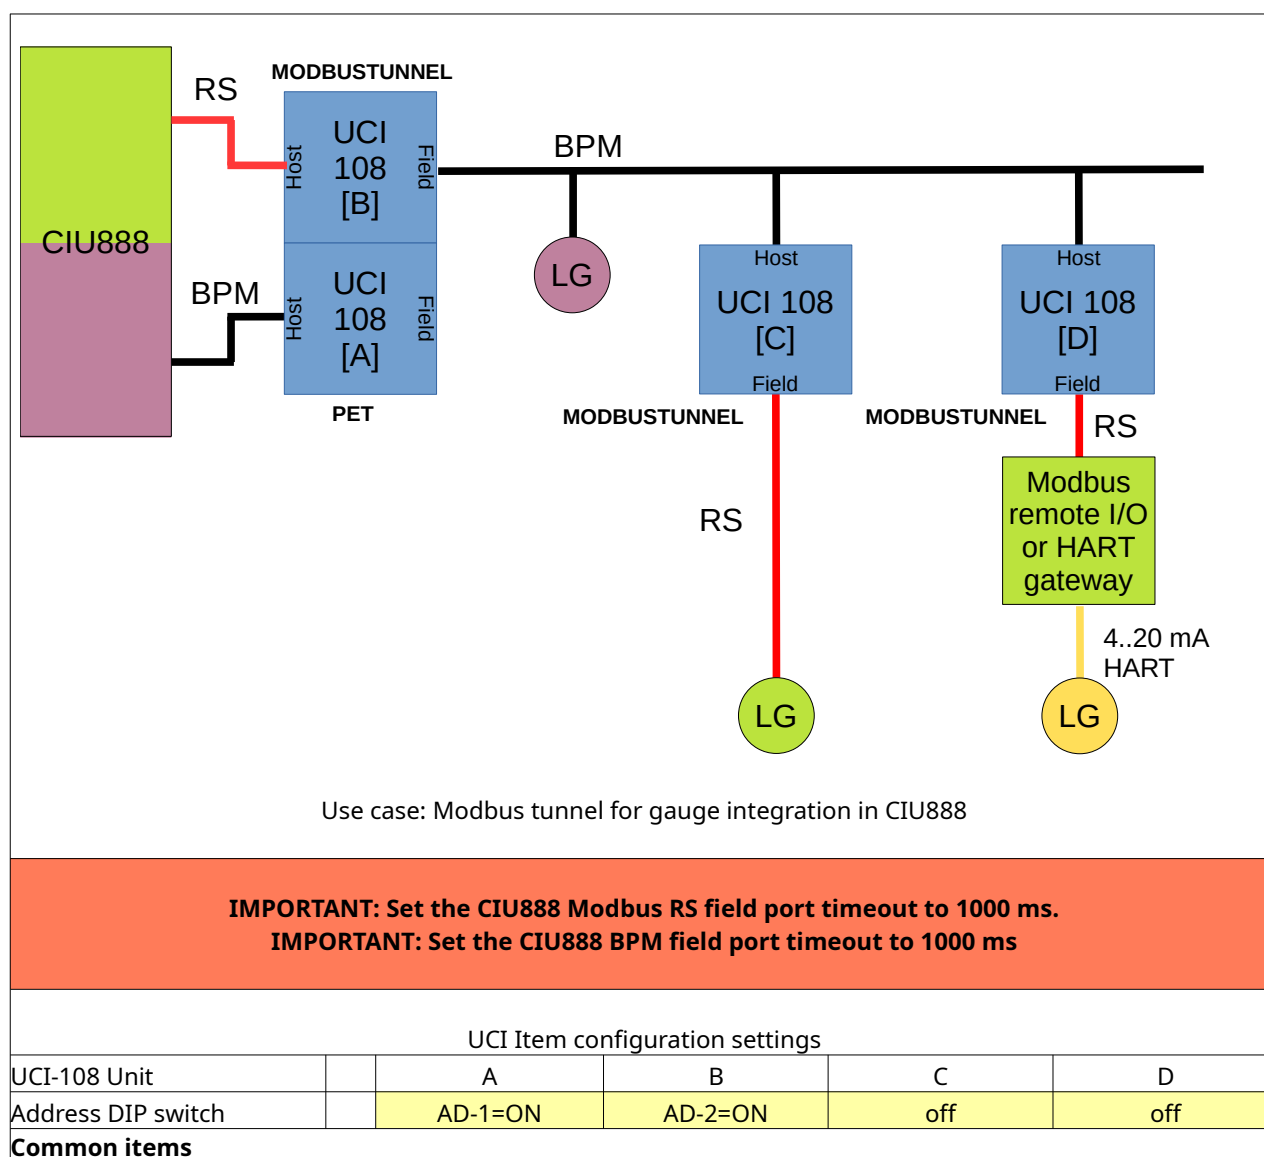 RS
MODBUSTUNNEL
UCI
108
[B]
Host
Field
BPM
CIU888
BPM
UCI
108
[A]
Host
Field
PET
LG
Host
UCI 108
[C]
Field
MODBUSTUNNEL
Host
UCI 108
[D]
Field
MODBUSTUNNEL
RS
RS
Modbus
remote I/O
or HART
gateway
4..20 mA
HART
LG
LG
Use case: Modbus tunnel for gauge integration in CIU888
IMPORTANT: Set the CIU888 Modbus RS field port timeout to 1000 ms.
IMPORTANT: Set the CIU888 BPM field port timeout to 1000 ms
UCI Item configuration settings
UCI-108 Unit A B C D
Address DIP switch AD-1=ON AD-2=ON off off
Common items